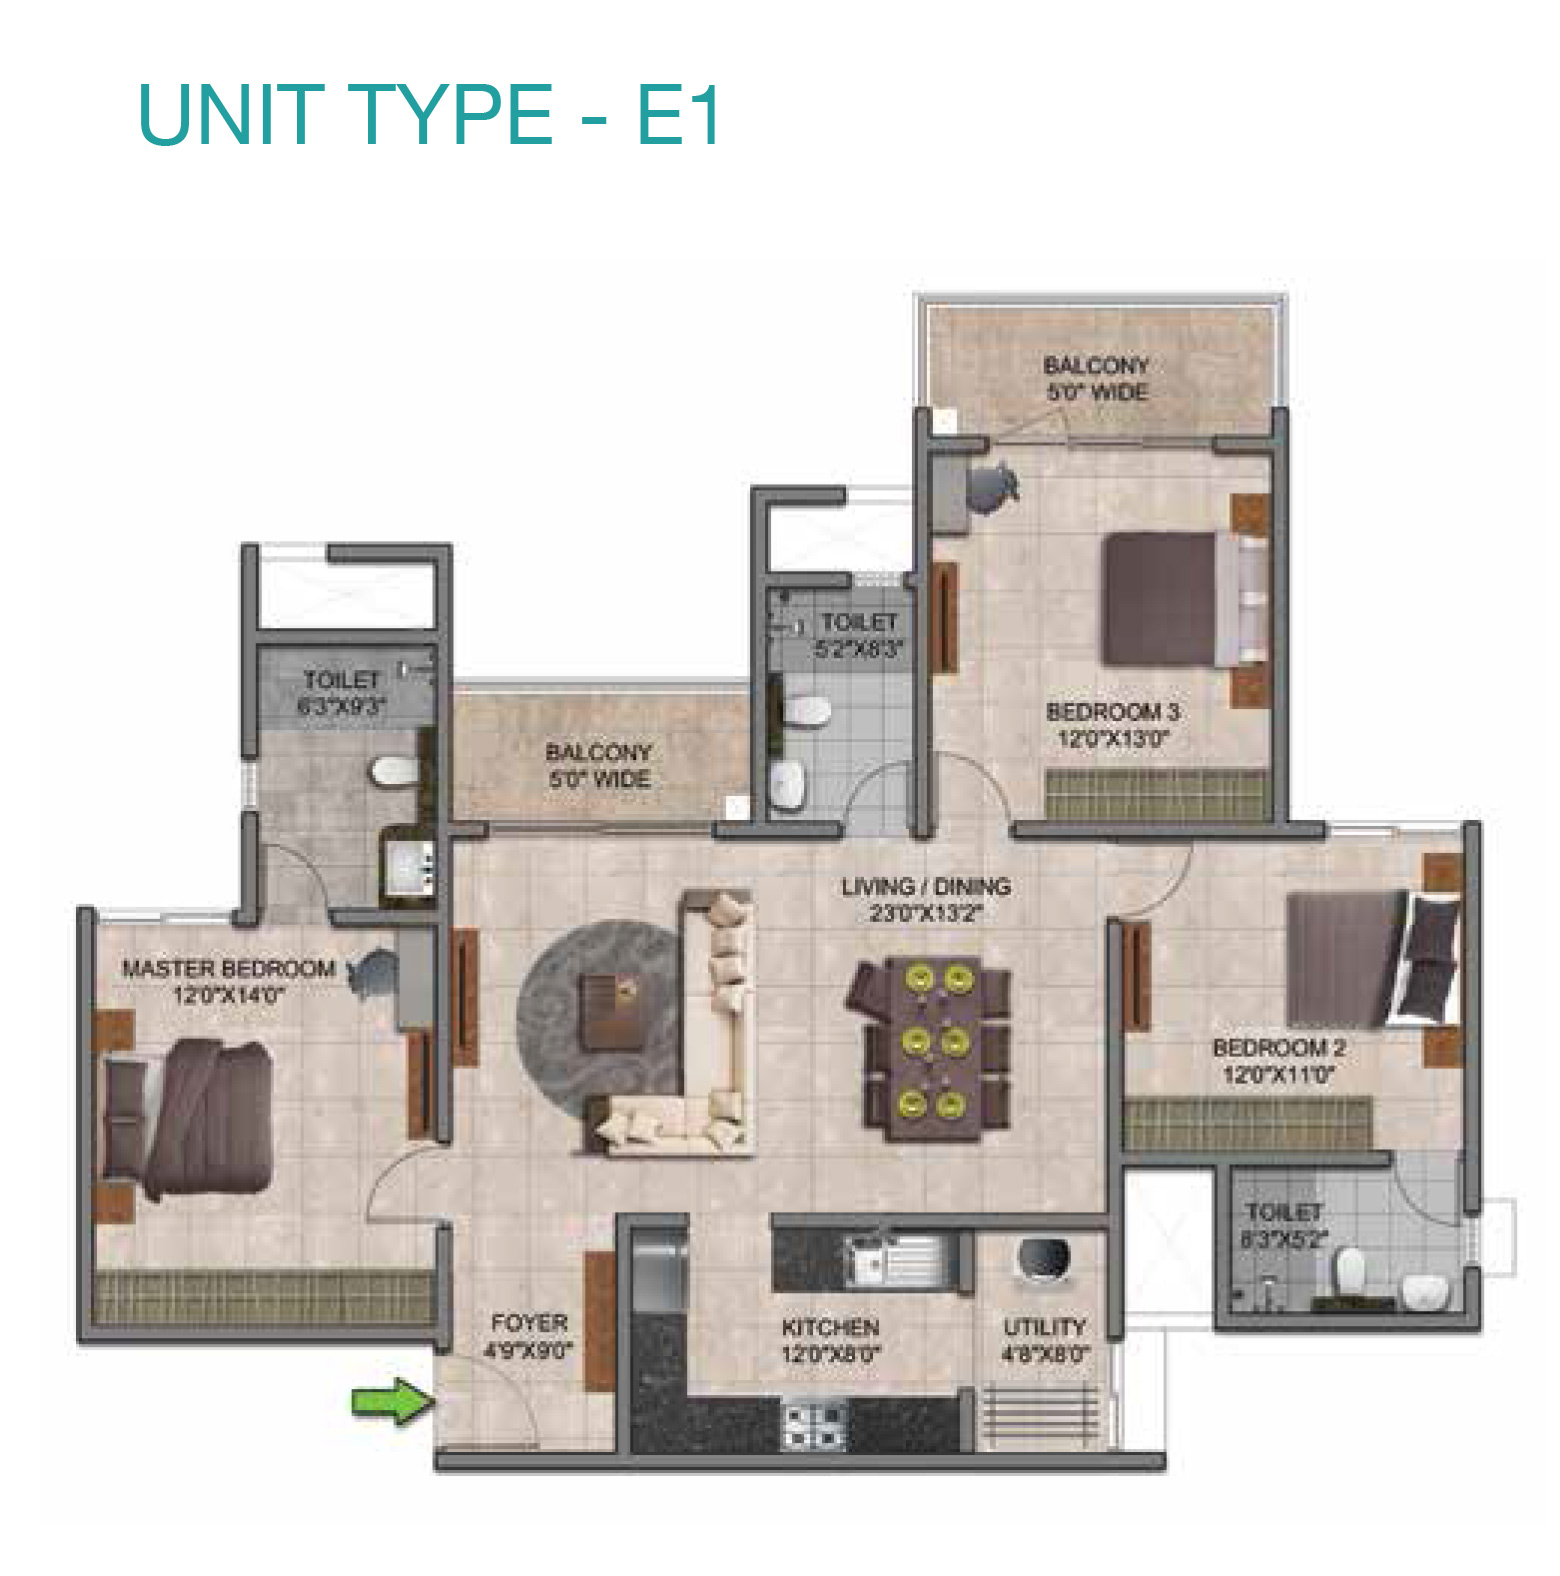 UNIT TYPE - E1
BALCONY
5'0" WIDE
TOILET
5'2"X8'3"
TOILET
6'3"X9'3"
BEDROOM 3
12'0"X13'0"
BALCONY
5'0" WIDE
LIVING / DINING
23'0"X13'2"
MASTER BEDROOM
12'0"X14'0"
BEDROOM 2
12'0"X11'0"
TOILET
8'3"X5'2"
FOYER
4'9"X9'0"
KITCHEN
12'0"X8'0"
UTILITY
4'8"X8'0"